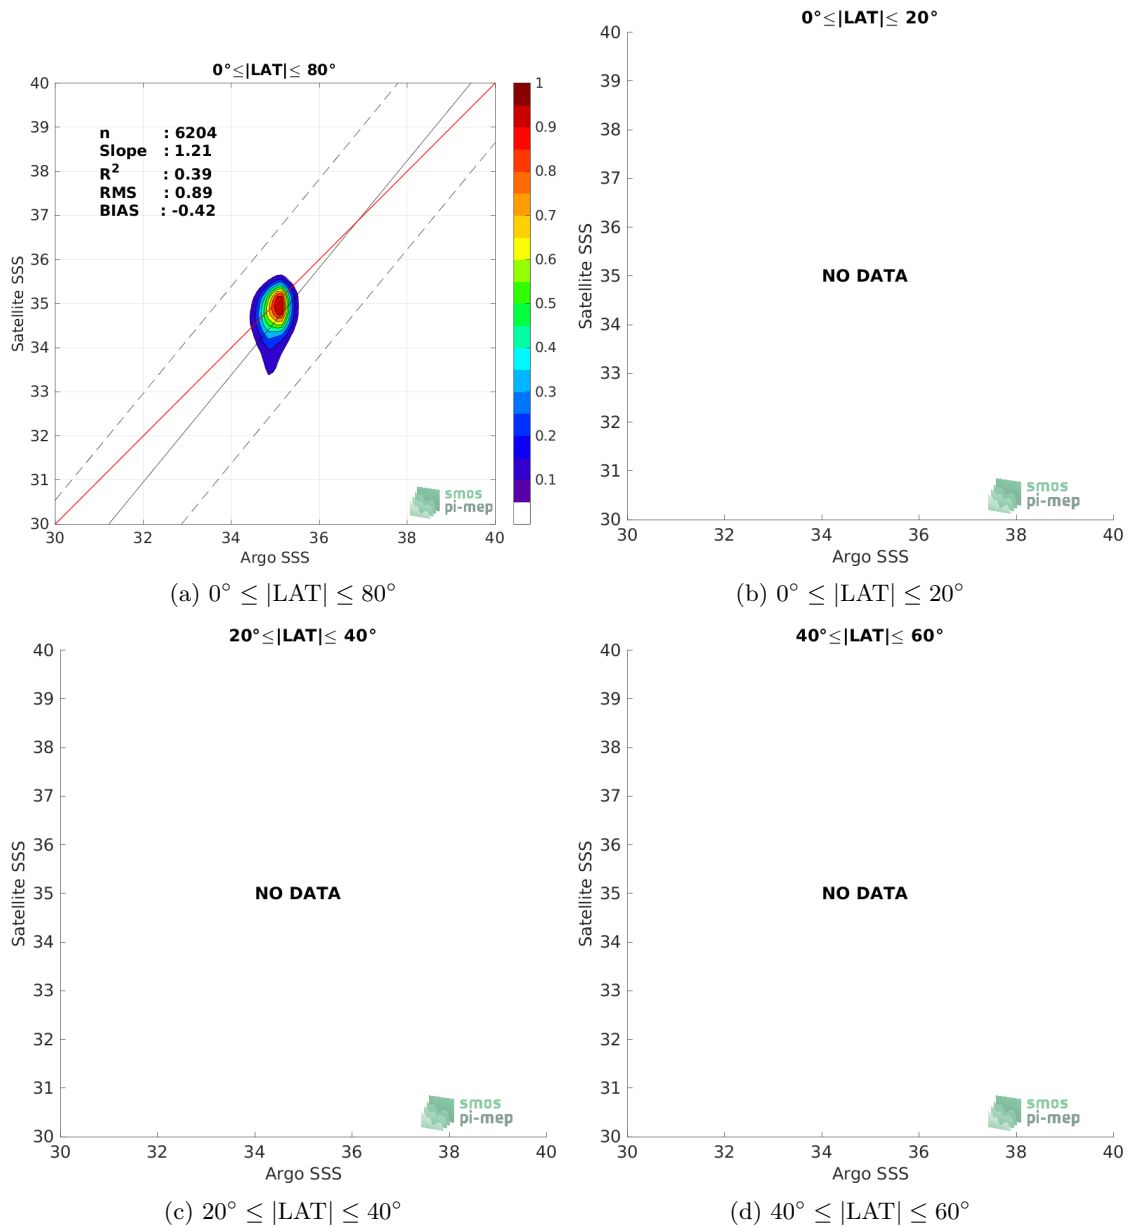 0°≤|LAT|≤ 80°
40
39
38
37
36
35
34
33
32
31
30
Satellite SSS
n : 6204
Slope : 1.21
R² : 0.39
RMS : 0.89
BIAS : -0.42
1
0.9
0.8
0.7
0.6
0.5
0.4
0.3
0.2
0.1
smos
pi-mep
30 32 34 36 38 40
Argo SSS
(a) 0° ≤ |LAT| ≤ 80°
0°≤|LAT|≤ 20°
40
39
38
37
36
35
34
33
32
31
30
Satellite SSS
NO DATA
smos
pi-mep
30 32 34 36 38 40
Argo SSS
(b) 0° ≤ |LAT| ≤ 20°
20°≤|LAT|≤ 40°
40
39
38
37
36
35
34
33
32
31
30
Satellite SSS
NO DATA
smos
pi-mep
30 32 34 36 38 40
Argo SSS
(c) 20° ≤ |LAT| ≤ 40°
40°≤|LAT|≤ 60°
40
39
38
37
36
35
34
33
32
31
30
Satellite SSS
NO DATA
smos
pi-mep
30 32 34 36 38 40
Argo SSS
(d) 40° ≤ |LAT| ≤ 60°